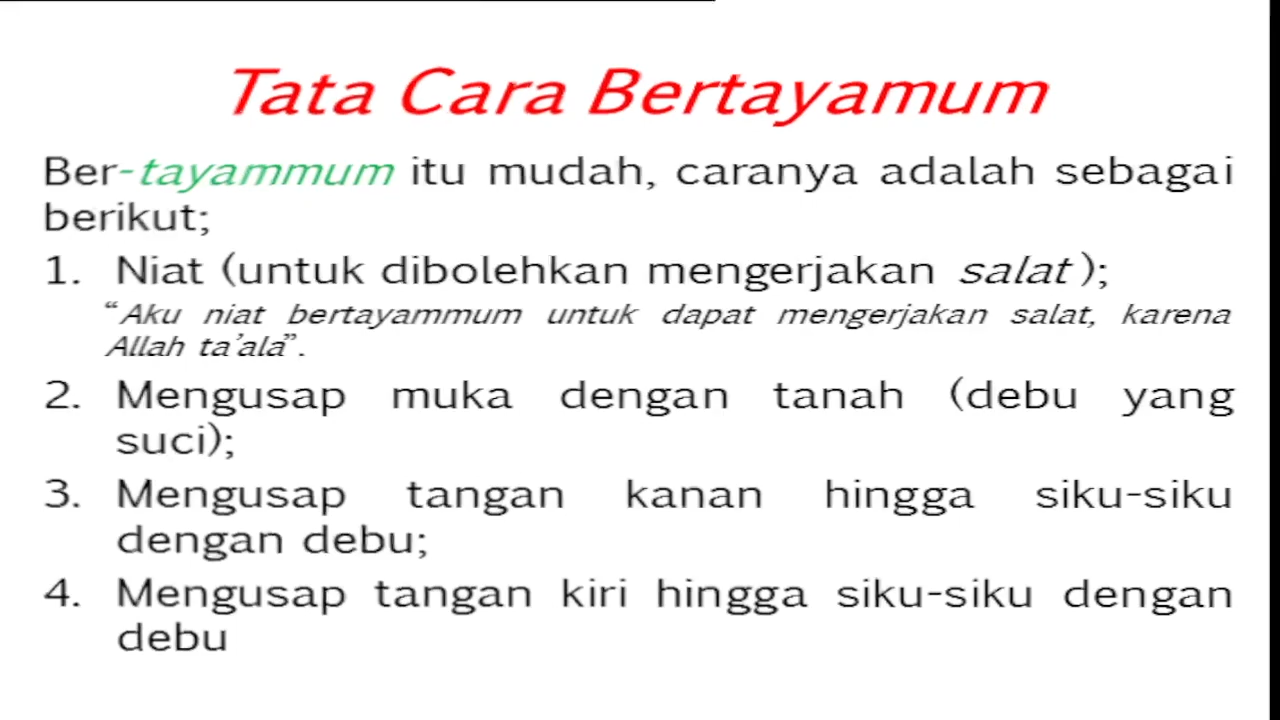 Tata Cara Bertayamum
Ber-tayammum itu mudah, caranya adalah sebagai
berikut;
1. Niat (untuk dibolehkan mengerjakan salat);
“Aku niat bertayammum untuk dapat mengerjakan salat, karena
Allah ta’ala”.
2. Mengusap muka dengan tanah (debu yang
suci);
3. Mengusap tangan kanan hingga siku-siku
dengan debu;
4. Mengusap tangan kiri hingga siku-siku dengan
debu